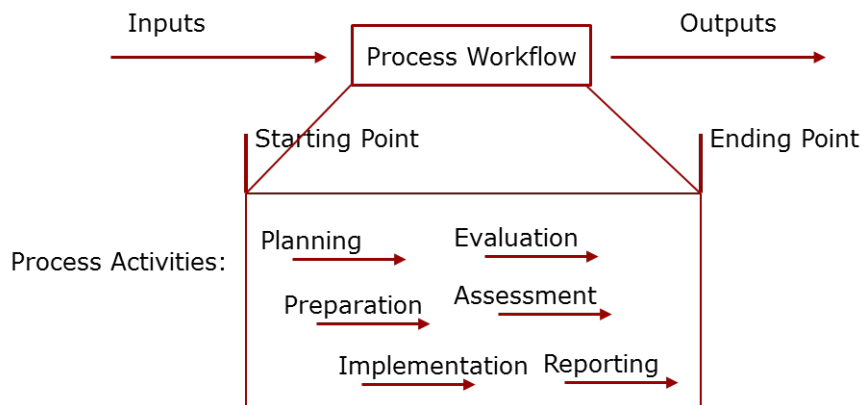 Inputs
Outputs
Process Workflow
Starting Point
Ending Point
Process Activities:
Planning
Evaluation
Preparation
Assessment
Implementation
Reporting